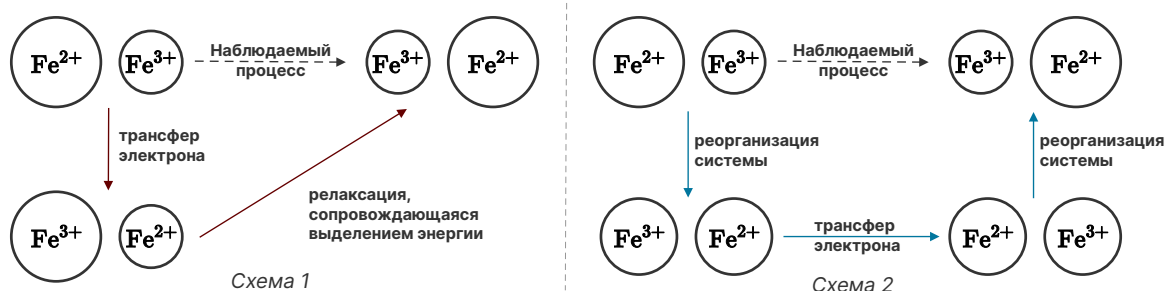 Fe²⁺ Fe³⁺ Наблюдаемый процесс Fe³⁺ Fe²⁺
трансфер
электрона
релаксация,
сопровождающаяся
выделением энергии
Fe³⁺ Fe²⁺
Схема 1
Fe²⁺ Fe³⁺ Наблюдаемый процесс Fe³⁺ Fe²⁺
реорганизация
системы
реорганизация
системы
Fe³⁺ Fe²⁺ трансфер электрона Fe²⁺ Fe³⁺
Схема 2